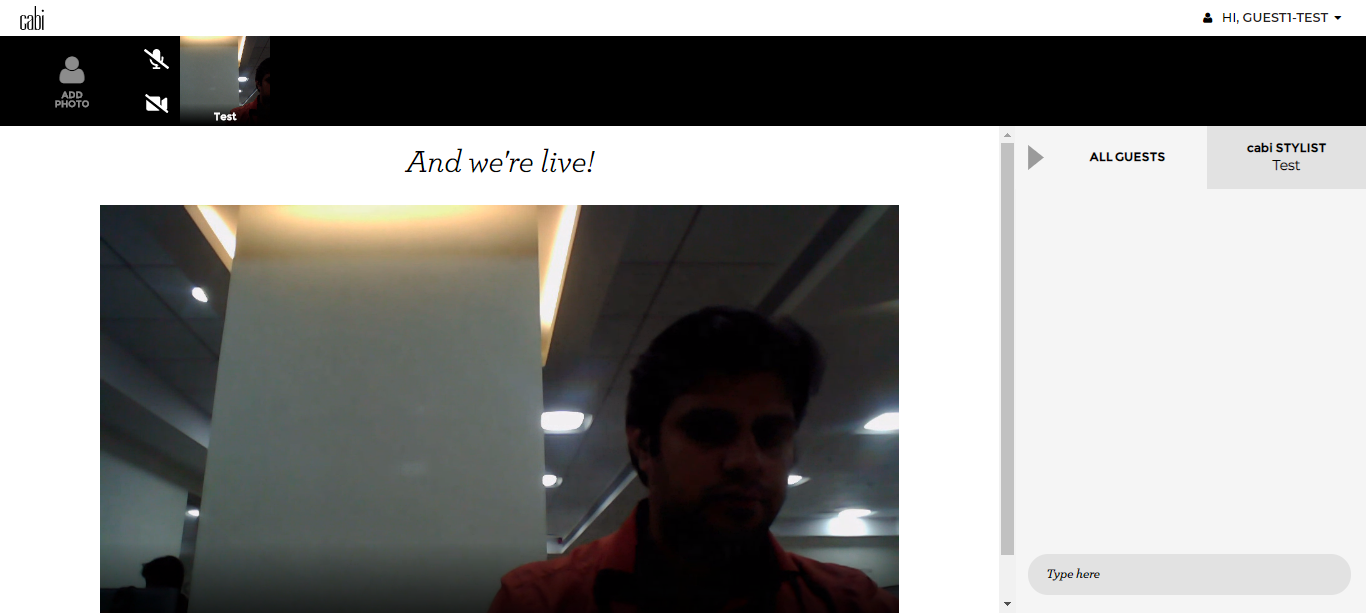 cabi
HI, GUEST1-TEST
ADD
PHOTO
Test
And we're live!
ALL GUESTS
cabi STYLIST
Test
Type here